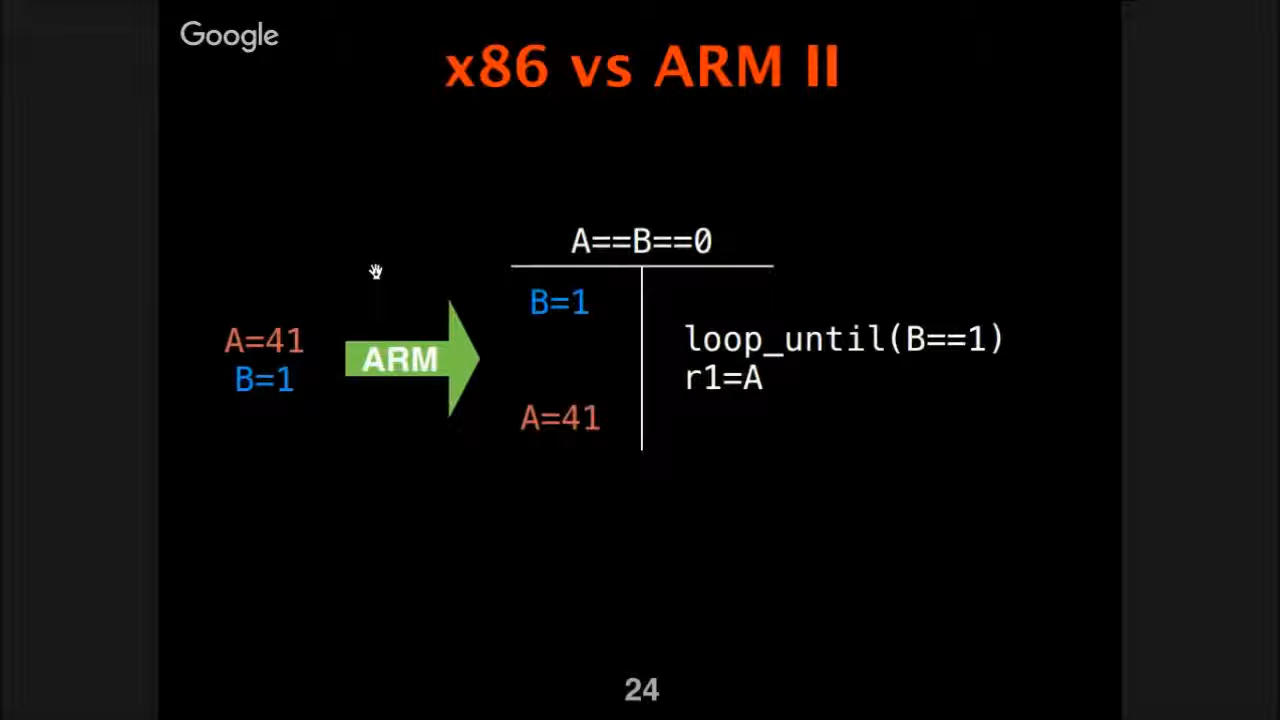 Google
x86 vs ARM II
A==B==0
B=1
A=41
B=1
ARM
loop_until(B==1)
r1=A
A=41
24